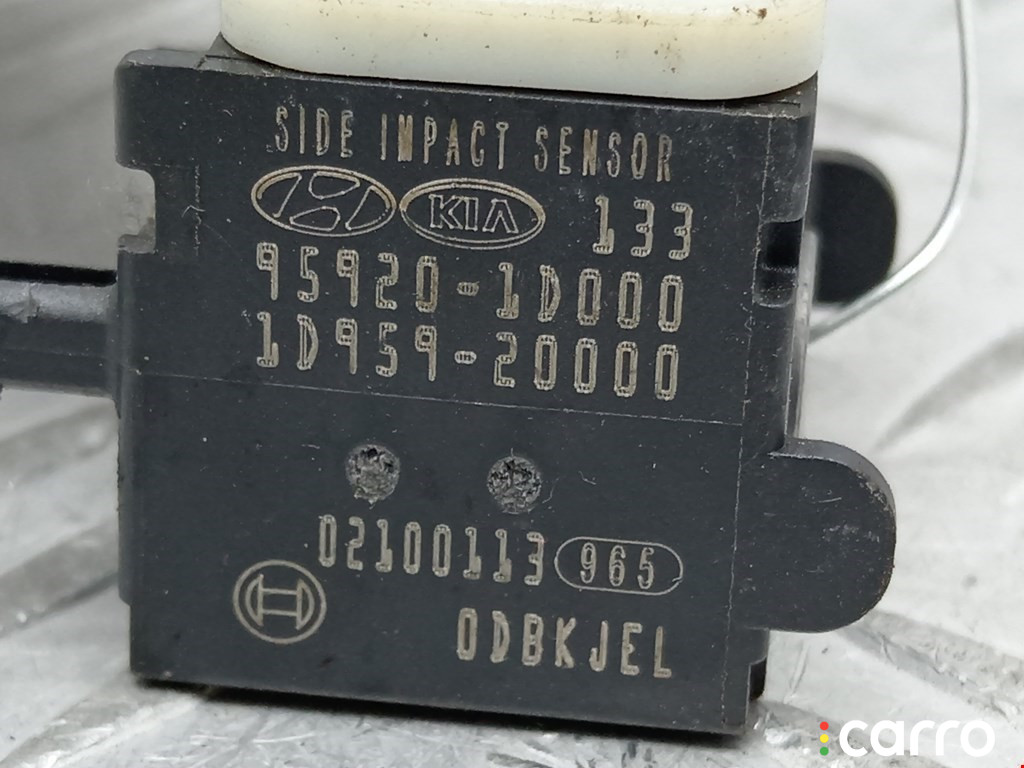 SIDE IMPACT SENSOR
KIA 133
95920-1D000
1D959-20000
02100113 965
0DBKJEL
carro